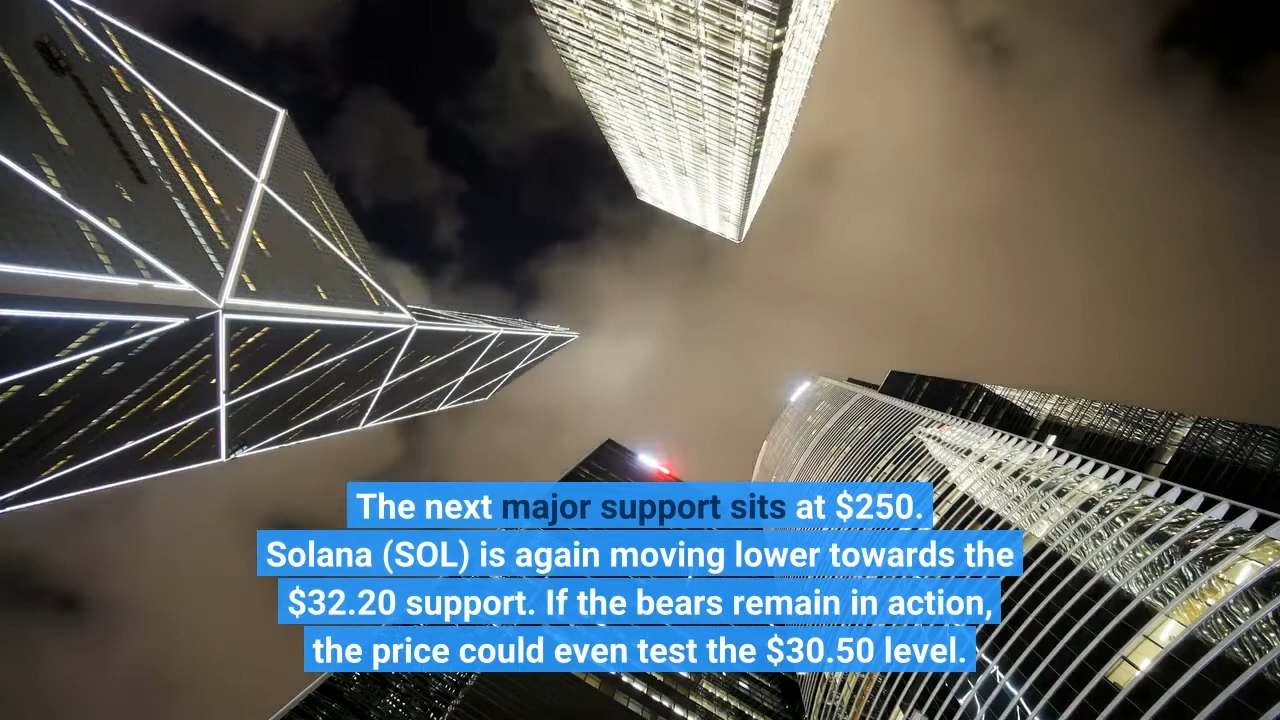 The next major support sits at $250.
Solana (SOL) is again moving lower towards the
$32.20 support. If the bears remain in action,
the price could even test the $30.50 level.